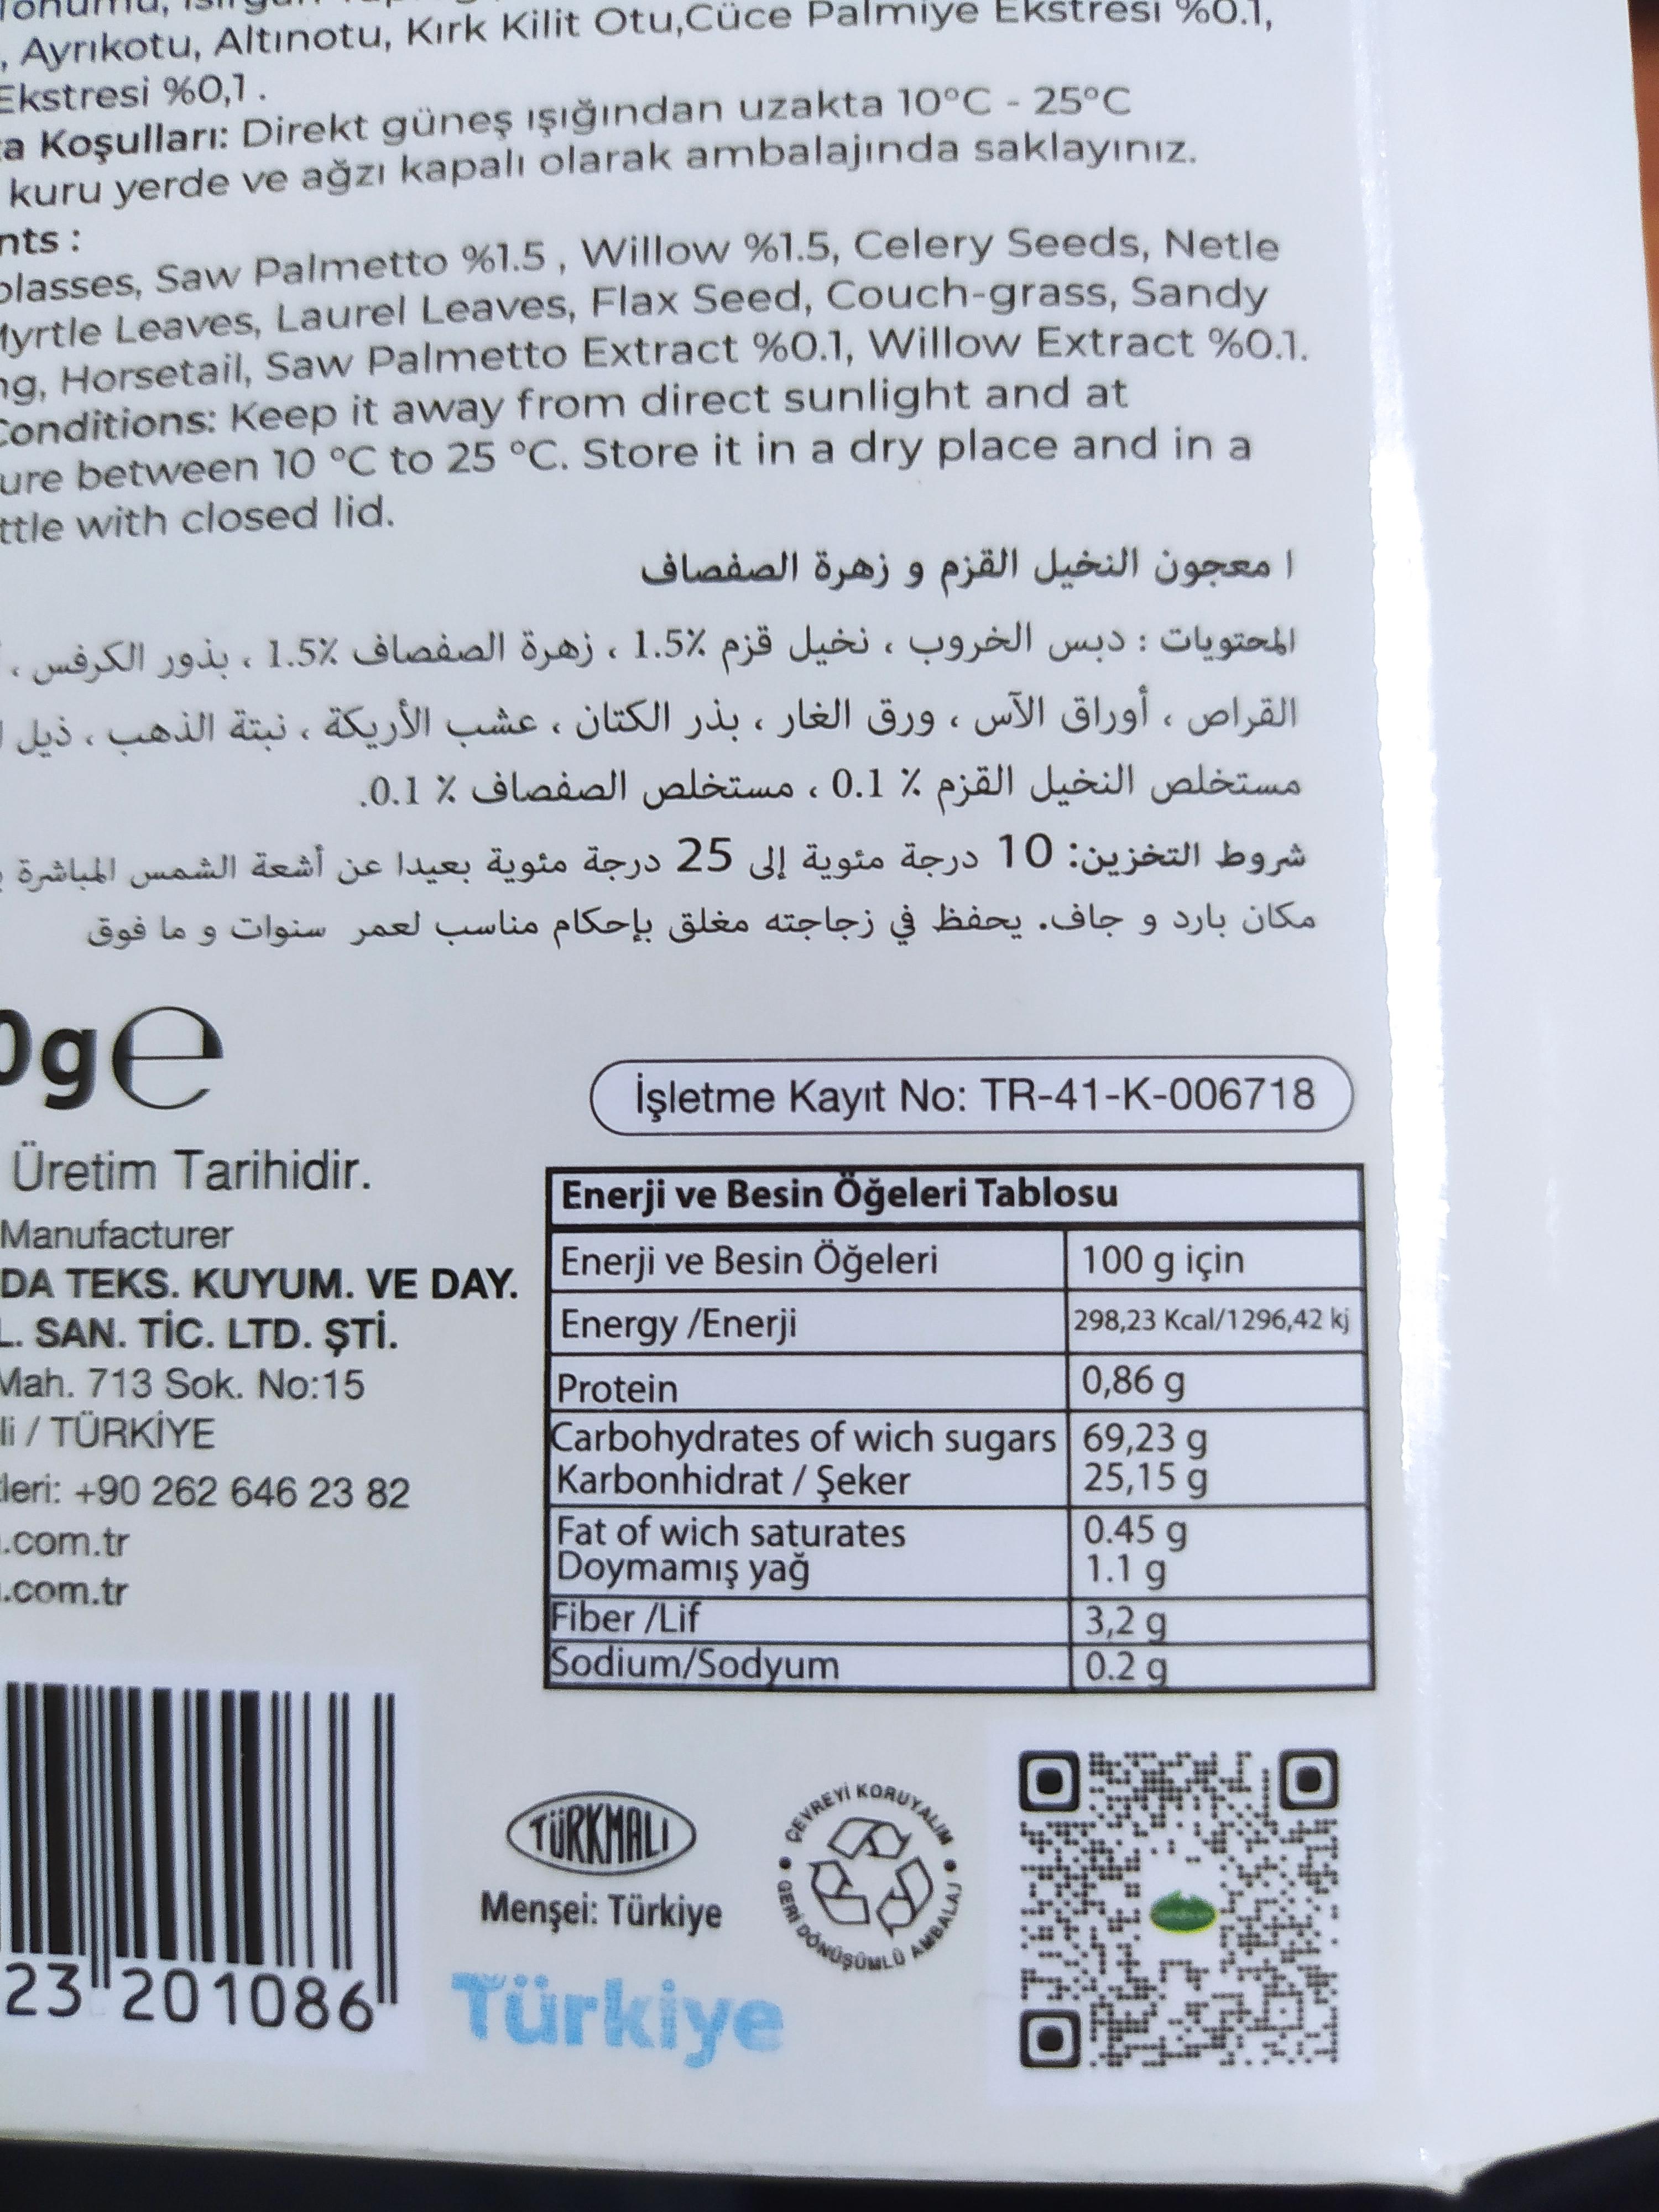 , Ayrıkotu, Altınotu, Kırk Kilit Otu,Cüce Palmiye Ekstresi %0.1,
Ekstresi %0,1.
a Koşulları: Direkt güneş ışığından uzakta 10°C - 25°C
kuru yerde ve ağzı kapalı olarak ambalajında saklayınız.
nts :
olasses, Saw Palmetto %1.5 , Willow %1.5, Celery Seeds, Netle
Myrtle Leaves, Laurel Leaves, Flax Seed, Couch-grass, Sandy
ng, Horsetail, Saw Palmetto Extract %0.1, Willow Extract %0.1.
Conditions: Keep it away from direct sunlight and at
ure between 10 °C to 25 °C. Store it in a dry place and in a
ttle with closed lid.
ا معجون النخيل القزم و زهرة الصفصاف
المحتويات : دبس الخروب ، نخيل قزم 1.5٪ ، زهرة الصفصاف 1.5٪ ، بذور الكرفس ،
القراص ، أوراق الآس ، ورق الغار ، بذر الكتان ، عشب الأريكة ، نبتة الذهب ، ذيل
مستخلص النخيل القزم ٪ 0.1 ، مستخلص الصفصاف ٪ 0.1.
شروط التخزين: 10 درجة مئوية إلى 25 درجة مئوية بعيدا عن أشعة الشمس المباشرة
مكان بارد و جاف. يحفظ في زجاجته مغلق بإحكام مناسب لعمر سنوات و ما فوق
0g℮
İşletme Kayıt No: TR-41-K-006718
Üretim Tarihidir.
Manufacturer
DA TEKS. KUYUM. VE DAY.
L. SAN. TİC. LTD. ŞTİ.
Mah. 713 Sok. No:15
li / TÜRKİYE
leri: +90 262 646 23 82
.com.tr
.com.tr
Enerji ve Besin Öğeleri Tablosu
Enerji ve Besin Öğeleri 100 g için
Energy /Enerji 298,23 Kcal/1296,42 kj
Protein 0,86 g
Carbohydrates of wich sugars 69,23 g
Karbonhidrat / Şeker 25,15 g
Fat of wich saturates 0.45 g
Doymamış yağ 1.1 g
Fiber /Lif 3,2 g
Sodium/Sodyum 0.2 g
23 201086
TÜRKMALI
Menşei: Türkiye
Türkiye
ÇEVREYİ KORUYALIM
GERİ DÖNÜŞÜMLÜ AMBALAJ